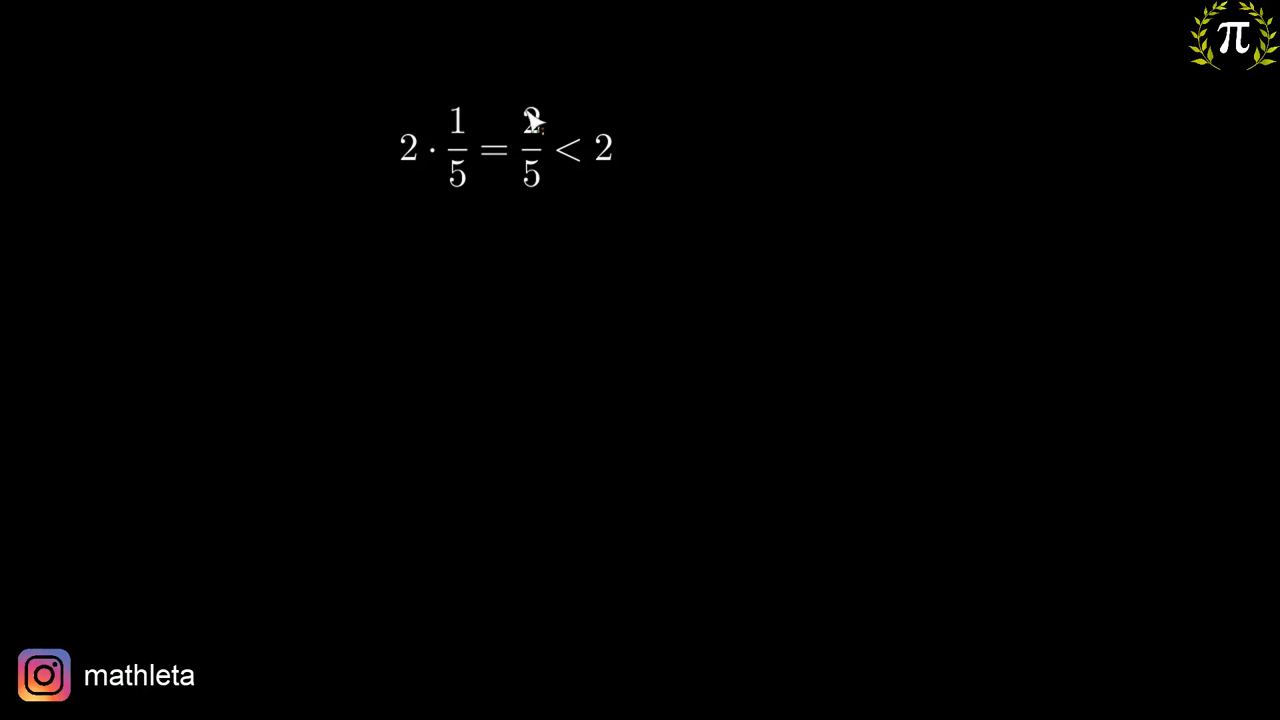 π
2 · 1/5 = 2/5 < 2
mathleta